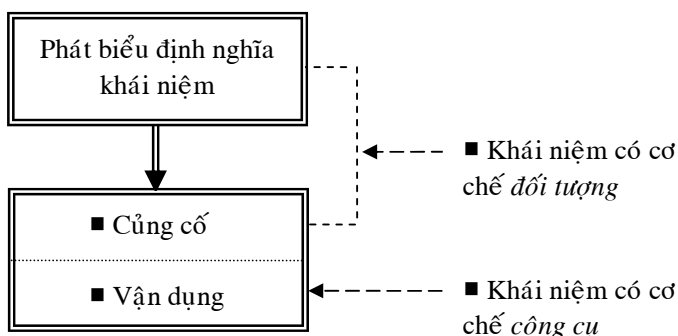 Phát biểu định nghĩa
khái niệm
■ Khái niệm có cơ
chế đối tượng
■ Củng cố
■ Vận dụng
■ Khái niệm có cơ
chế công cụ